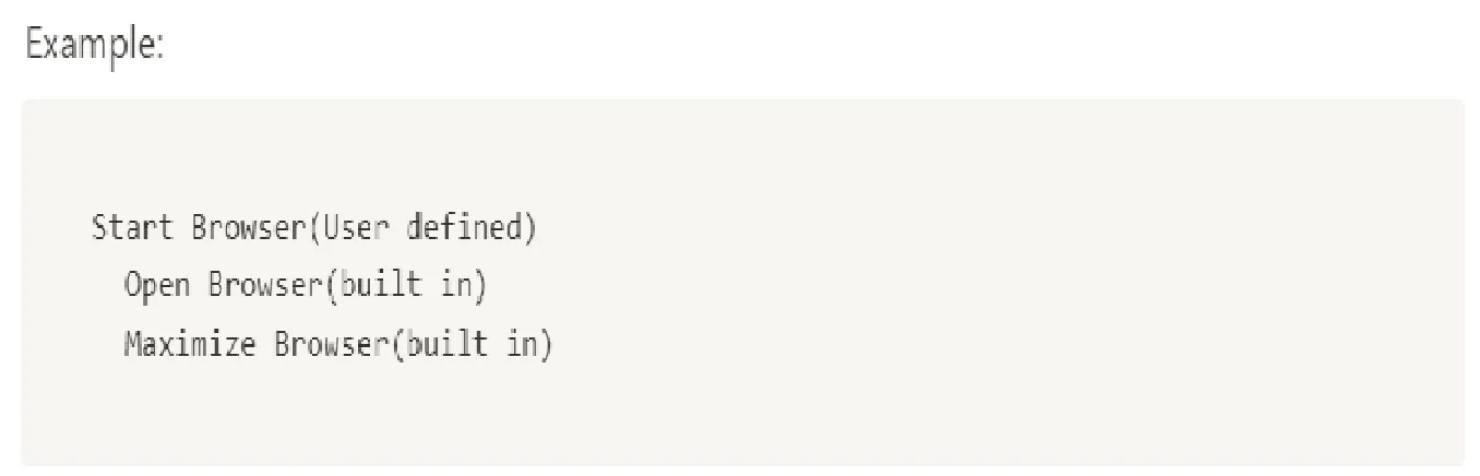 Example:
Start Browser(User defined)
Open Browser(built in)
Maximize Browser(built in)